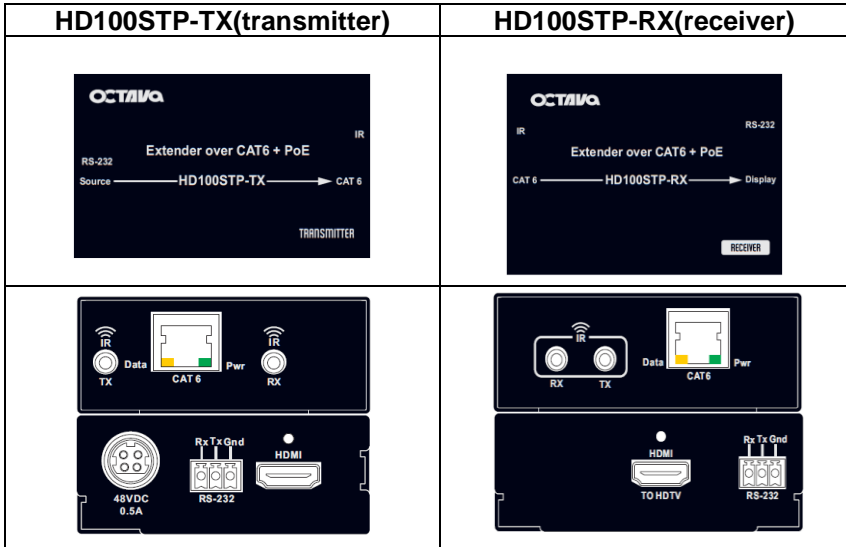 HD100STP-TX(transmitter)
HD100STP-RX(receiver)
OCTAVA
IR
Extender over CAT6 + PoE
RS-232
Source
HD100STP-TX
CAT 6
TRANSMITTER
OCTAVA
RS-232
IR
Extender over CAT6 + PoE
CAT 6
HD100STP-RX
Display
RECEIVER
IR
IR
Data
Pwr
TX
CAT 6
RX
Rx Tx Gnd
HDMI
48VDC
RS-232
0.5A
IR
Data
Pwr
RX
TX
CAT6
Rx Tx Gnd
HDMI
TO HDTV
RS-232